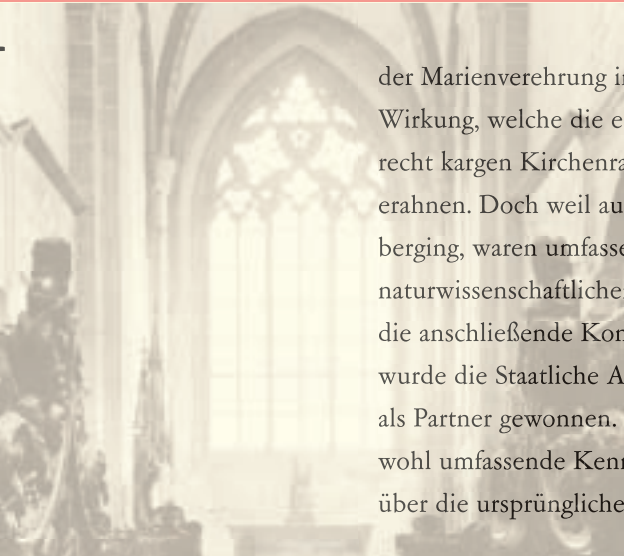 der Marienverehrung i
Wirkung, welche die e
recht kargen Kirchenra
erahnen. Doch weil au
berging, waren umfasse
naturwissenschaftliche
die anschließende Kon
wurde die Staatliche A
als Partner gewonnen.
wohl umfassende Kenn
über die ursprüngliche